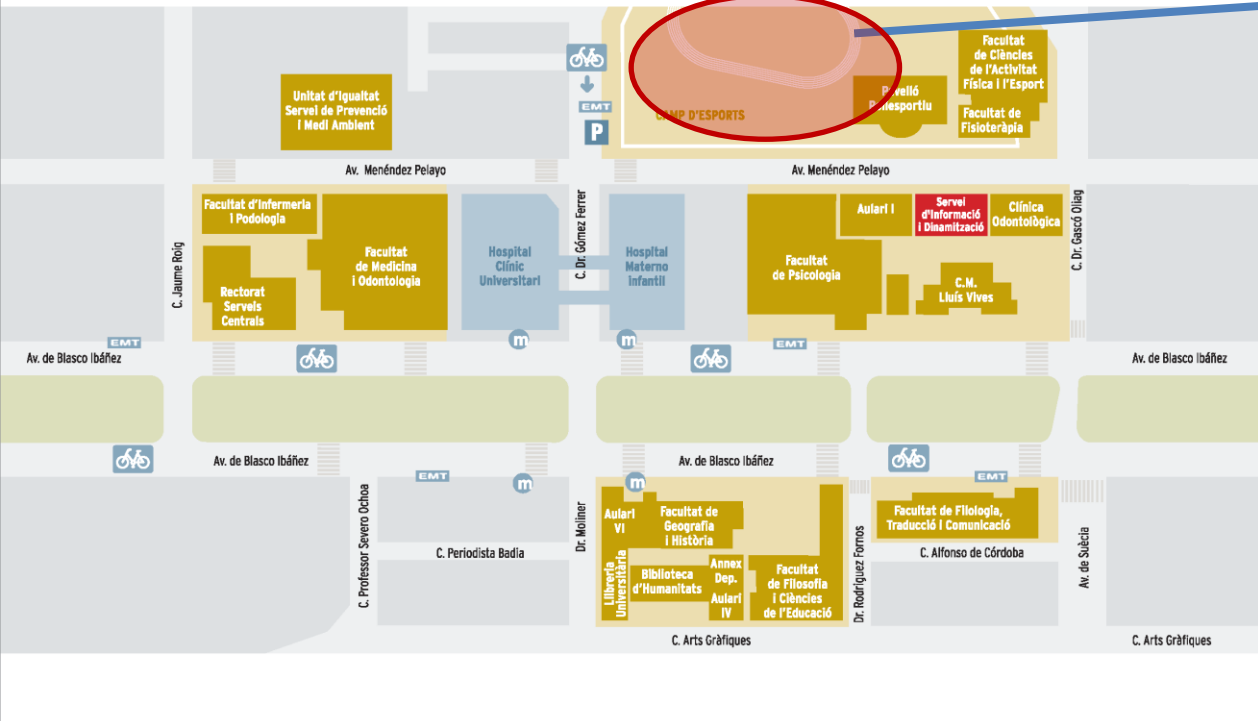 Facultat
de Ciències
de l'Activitat
Física i l'Esport
Unitat d'Igualtat
Servei de Prevenció
i Medi Ambient
EMT
P
CAMP D'ESPORTS
Pavelló
Poliesportiu
Facultat de
Fisioteràpia
Av. Menéndez Pelayo
Av. Menéndez Pelayo
Facultat d'Infermeria
i Podologia
Facultat
de Medicina
i Odontologia
Rectorat
Serveis
Centrals
C. Jaume Roig
Hospital
Clínic
Universitari
C. Dr. Gómez Ferrer
Hospital
Materno
Infantil
Facultat
de Psicologia
Aulari I
Servei
d'Informació
i Dinamització
Clínica
Odontològica
C.M.
Lluís Vives
C. Dr. Gascó Oliag
EMT
m
m
EMT
Av. de Blasco Ibáñez
Av. de Blasco Ibáñez
Av. de Blasco Ibáñez
Av. de Blasco Ibáñez
EMT
m
m
EMT
C. Professor Severo Ochoa
C. Periodista Badia
Dr. Moliner
Aulari
VI
Facultat de
Geografia
i Història
Llibreria
Universitària
Biblioteca
d'Humanitats
Annex
Dep.
Aulari
IV
Facultat
de Filosofia
i Ciències
de l'Educació
Dr. Rodríguez Fornos
Facultat de Filologia,
Traducció i Comunicació
C. Alfonso de Córdoba
Av. de Suècia
C. Arts Gràfiques
C. Arts Gràfiques